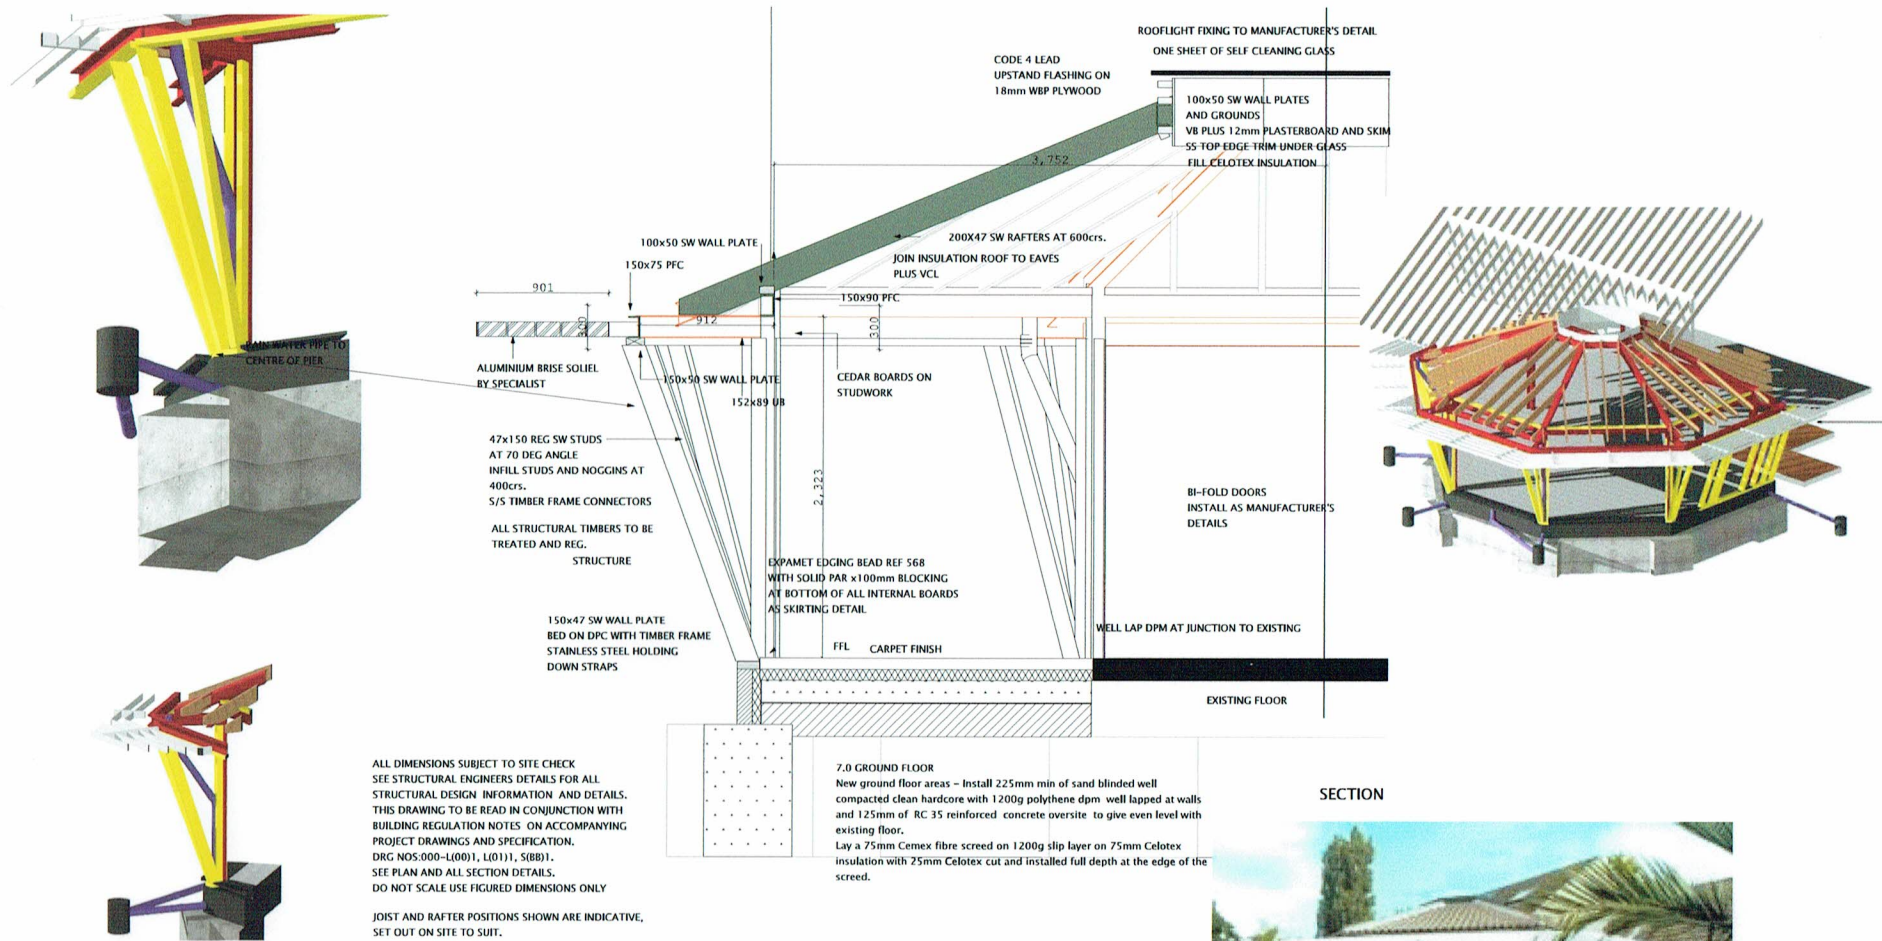 ROOFLIGHT FIXING TO MANUFACTURER'S DETAIL
ONE SHEET OF SELF CLEANING GLASS
CODE 4 LEAD
UPSTAND FLASHING ON
18mm WBP PLYWOOD
100x50 SW WALL PLATES
AND GROUNDS
VB PLUS 12mm PLASTERBOARD AND SKIM
SS TOP EDGE TRIM UNDER GLASS
FILL CELOTEX INSULATION
3,752
100x50 SW WALL PLATE
200X47 SW RAFTERS AT 600crs.
JOIN INSULATION ROOF TO EAVES
PLUS VCL
150x75 PFC
901
150x90 PFC
300
912
300
RAIN WATER PIPE TO
CENTRE OF PIER
ALUMINIUM BRISE SOLIEL
BY SPECIALIST
150x50 SW WALL PLATE
152x89 UB
CEDAR BOARDS ON
STUDWORK
47x150 REG SW STUDS
AT 70 DEG ANGLE
INFILL STUDS AND NOGGINS AT
400crs.
S/S TIMBER FRAME CONNECTORS
ALL STRUCTURAL TIMBERS TO BE
TREATED AND REG.
STRUCTURE
2,323
BI-FOLD DOORS
INSTALL AS MANUFACTURER'S
DETAILS
EXPAMET EDGING BEAD REF 568
WITH SOLID PAR x100mm BLOCKING
AT BOTTOM OF ALL INTERNAL BOARDS
AS SKIRTING DETAIL
150x47 SW WALL PLATE
BED ON DPC WITH TIMBER FRAME
STAINLESS STEEL HOLDING
DOWN STRAPS
FFL
CARPET FINISH
WELL LAP DPM AT JUNCTION TO EXISTING
EXISTING FLOOR
ALL DIMENSIONS SUBJECT TO SITE CHECK
SEE STRUCTURAL ENGINEERS DETAILS FOR ALL
STRUCTURAL DESIGN INFORMATION AND DETAILS.
THIS DRAWING TO BE READ IN CONJUNCTION WITH
BUILDING REGULATION NOTES ON ACCOMPANYING
PROJECT DRAWINGS AND SPECIFICATION.
DRG NOS:000-L(00)1, L(01)1, S(BB)1.
SEE PLAN AND ALL SECTION DETAILS.
DO NOT SCALE USE FIGURED DIMENSIONS ONLY
JOIST AND RAFTER POSITIONS SHOWN ARE INDICATIVE,
SET OUT ON SITE TO SUIT.
7.0 GROUND FLOOR
New ground floor areas – Install 225mm min of sand blinded well
compacted clean hardcore with 1200g polythene dpm well lapped at walls
and 125mm of RC 35 reinforced concrete oversite to give even level with
existing floor.
Lay a 75mm Cemex fibre screed on 1200g slip layer on 75mm Celotex
insulation with 25mm Celotex cut and installed full depth at the edge of the
screed.
SECTION